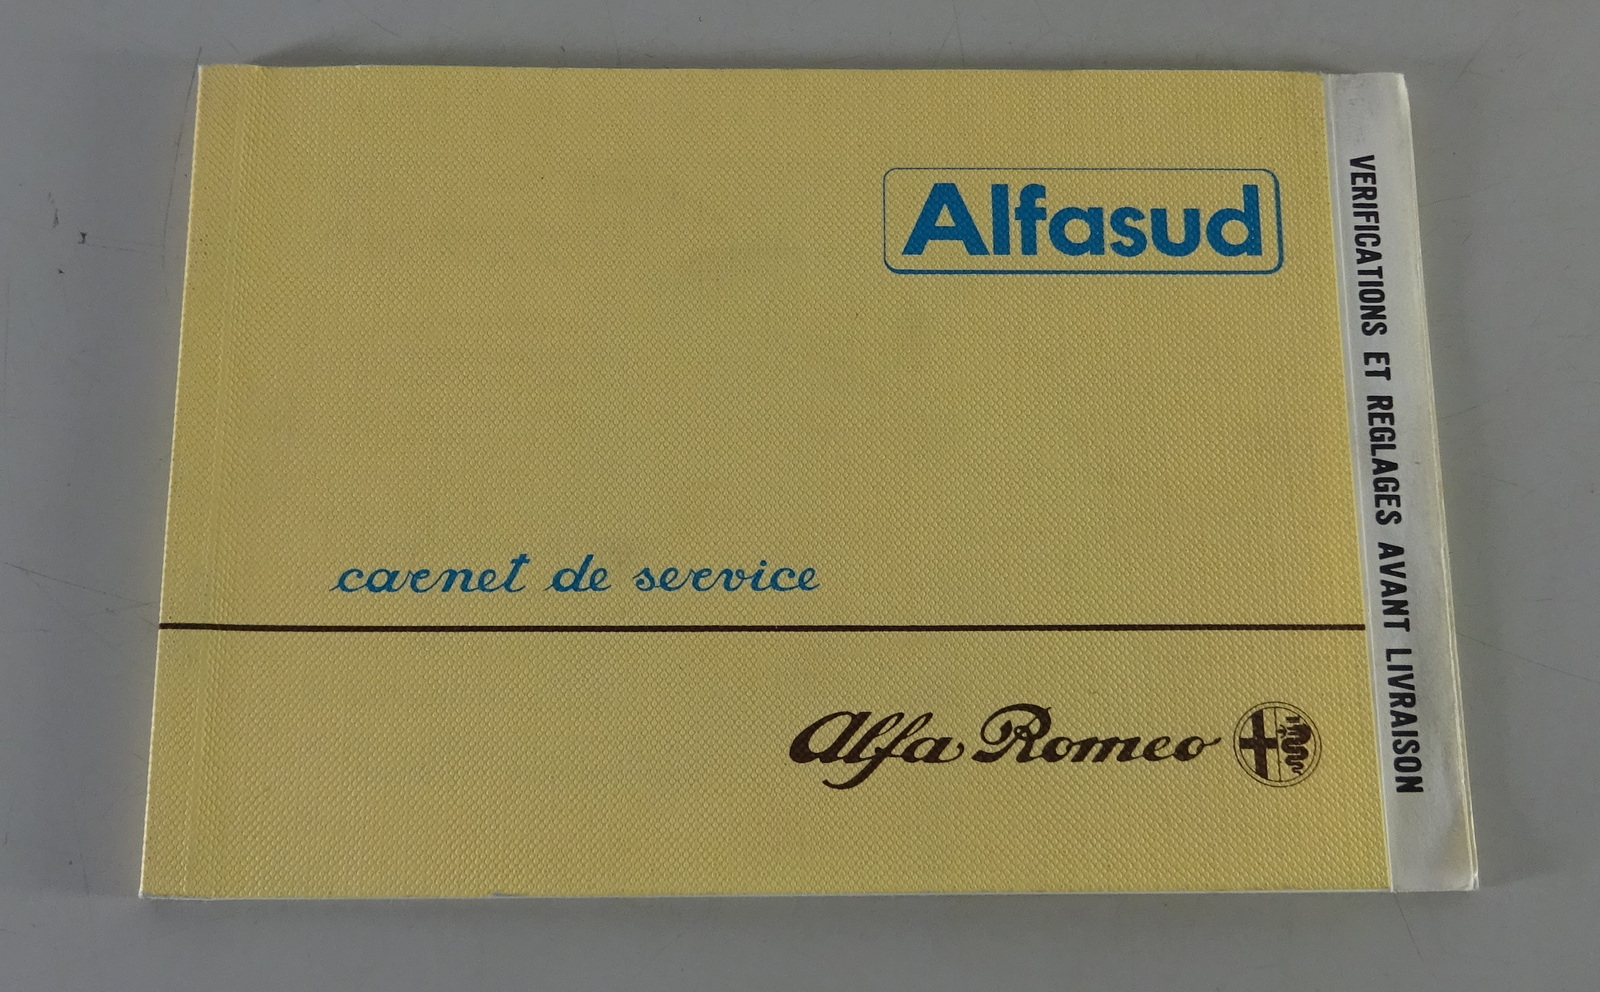 Alfasud
carnet de service
Alfa Romeo
VERIFICATIONS ET REGLAGES AVANT LIVRAISON